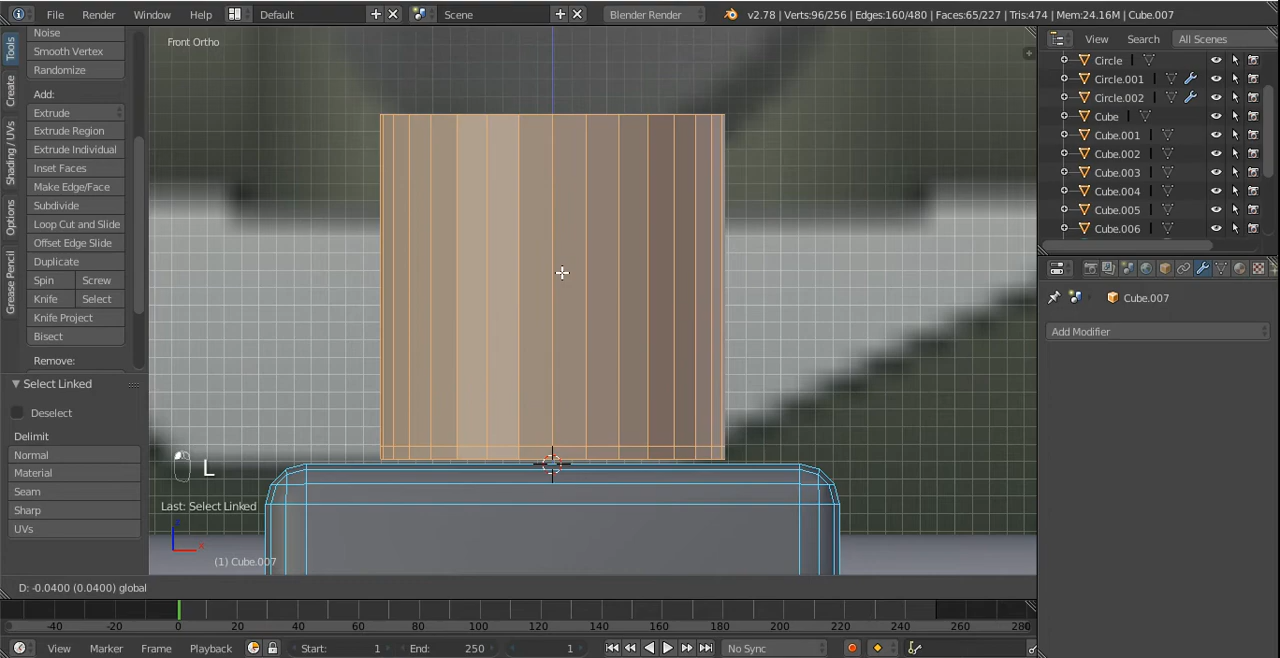 File Render Window Help Default Scene Blender Render v2.78 | Verts:96/256 | Edges:160/480 | Faces:65/227 | Tris:474 | Mem:24.16M | Cube.007
Tools
Create
Shading / UVs
Options
Grease Pencil
Noise
Smooth Vertex
Randomize
Add:
Extrude
Extrude Region
Extrude Individual
Inset Faces
Make Edge/Face
Subdivide
Loop Cut and Slide
Offset Edge Slide
Duplicate
Spin Screw
Knife Select
Knife Project
Bisect
Remove:
Select Linked
Deselect
Delimit
Normal
Material
Seam
Sharp
UVs
Front Ortho
L
Last: Select Linked
z
x
(1) Cube.007
D: -0.0400 (0.0400) global
View Search All Scenes
Circle
Circle.001
Circle.002
Cube
Cube.001
Cube.002
Cube.003
Cube.004
Cube.005
Cube.006
Cube.007
Add Modifier
-40 -20 0 20 40 60 80 100 120 140 160 180 200 220 240 260 280
View Marker Frame Playback Start: 1 End: 250 1 No Sync